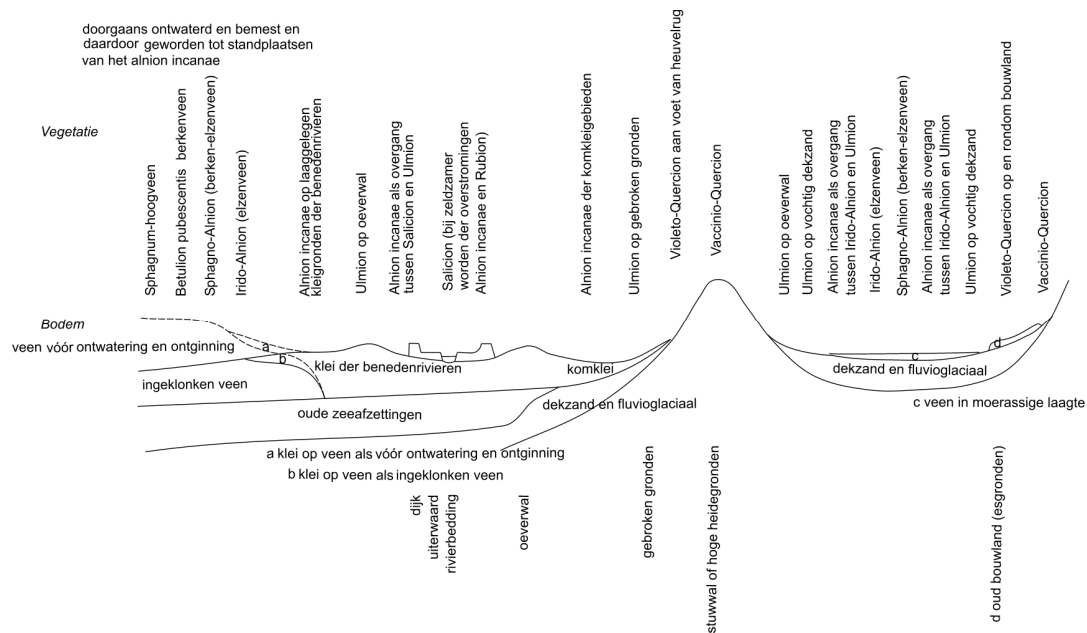 doorgaans ontwaterd en bemest en
daardoor geworden tot standplaatsen
van het alnion incanae
Vegetatie
Sphagnum-hoogveen
Betulion pubescentis berkenveen
Sphagno-Alnion (berken-elzenveen)
Irido-Alnion (elzenveen)
Alnion incanae op laaggelegen
kleigronden der benedenrivieren
Ulmion op oeverwal
Alnion incanae als overgang
tussen Salicion en Ulmion
Salicion (bij zeldzamer
worden der overstromingen
Alnion incanae en Rubion)
Alnion incanae der komkleigebieden
Ulmion op gebroken gronden
Violeto-Quercion aan voet van heuvelrug
Vaccinio-Quercion
Ulmion op oeverwal
Ulmion op vochtig dekzand
Alnion incanae als overgang
tussen Irido-Alnion en Ulmion
Irido-Alnion (elzenveen)
Sphagno-Alnion (berken-elzenveen)
Alnion incanae als overgang
tussen Irido-Alnion en Ulmion
Ulmion op vochtig dekzand
Violeto-Quercion op en rondom bouwland
Vaccinio-Quercion
Bodem
veen vóór ontwatering en ontginning
a
b
klei der benedenrivieren
komklei
c
d
dekzand en fluvioglaciaal
ingeklonken veen
oude zeeafzettingen
dekzand en fluvioglaciaal
c veen in moerassige laagte
a klei op veen als vóór ontwatering en ontginning
b klei op veen als ingeklonken veen
dijk
uiterwaard
rivierbedding
oeverwal
gebroken gronden
stuwwal of hoge heidegronden
d oud bouwland (esgronden)